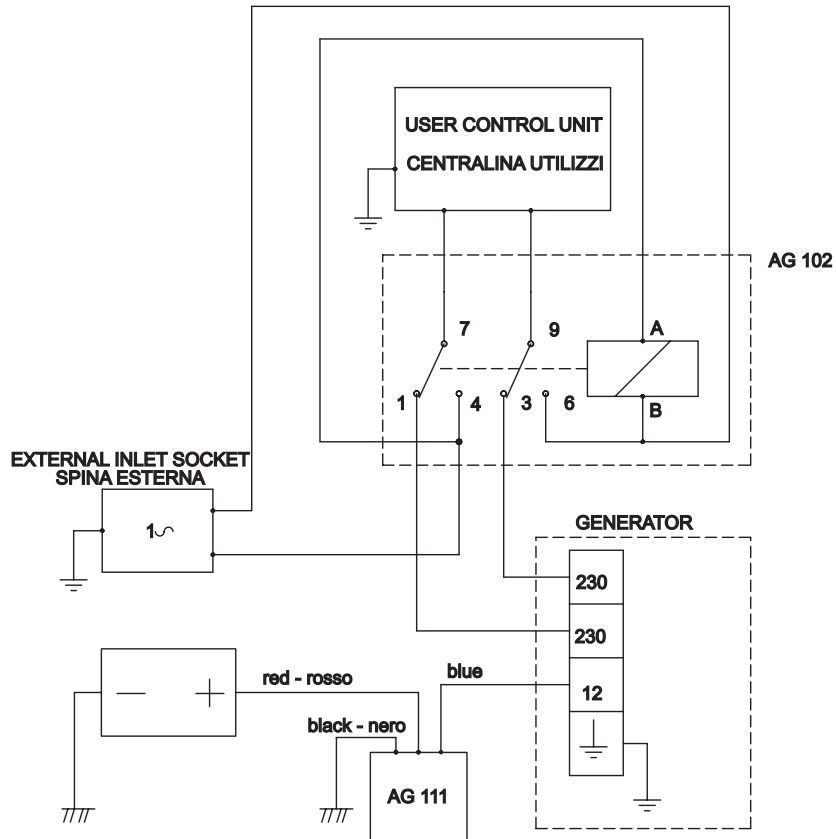 USER CONTROL UNIT
CENTRALINA UTILIZZI
AG 102
7
9
A
1
4
3
6
B
EXTERNAL INLET SOCKET
SPINA ESTERNA
1
GENERATOR
230
230
12
red - rosso
blue
black - nero
AG 111